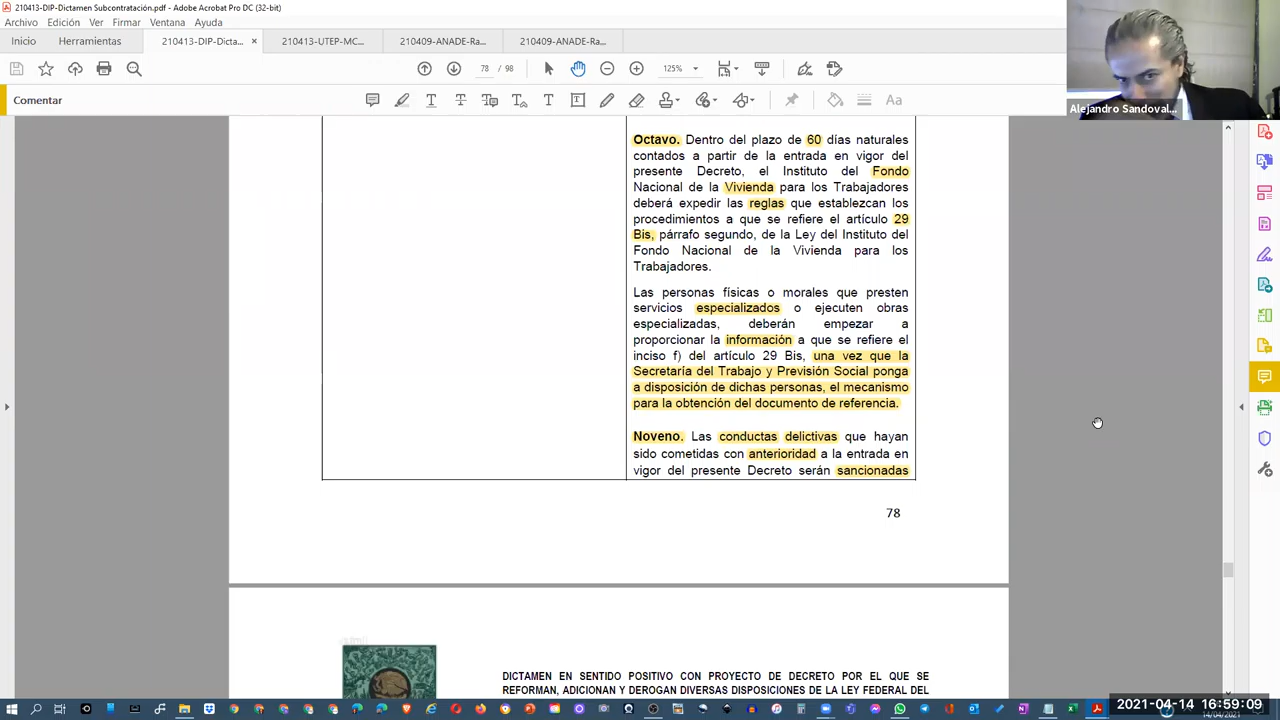 210413-DIP-Dictamen Subcontratación.pdf - Adobe Acrobat Pro DC (32-bit)
Archivo Edición Ver Firmar Ventana Ayuda
Inicio Herramientas 210413-DIP-Dicta... × 210413-UTEP-MC... 210409-ANADE-Ra... 210409-ANADE-Ra...
78 / 98 125%
Comentar
Aa
Alejandro Sandoval...
Octavo. Dentro del plazo de 60 días naturales
contados a partir de la entrada en vigor del
presente Decreto, el Instituto del Fondo
Nacional de la Vivienda para los Trabajadores
deberá expedir las reglas que establezcan los
procedimientos a que se refiere el artículo 29
Bis, párrafo segundo, de la Ley del Instituto del
Fondo Nacional de la Vivienda para los
Trabajadores.
Las personas físicas o morales que presten
servicios especializados o ejecuten obras
especializadas, deberán empezar a
proporcionar la información a que se refiere el
inciso f) del artículo 29 Bis, una vez que la
Secretaría del Trabajo y Previsión Social ponga
a disposición de dichas personas, el mecanismo
para la obtención del documento de referencia.
Noveno. Las conductas delictivas que hayan
sido cometidas con anterioridad a la entrada en
vigor del presente Decreto serán sancionadas
78
DICTAMEN EN SENTIDO POSITIVO CON PROYECTO DE DECRETO POR EL QUE SE
REFORMAN, ADICIONAN Y DEROGAN DIVERSAS DISPOSICIONES DE LA LEY FEDERAL DEL
2021-04-14 16:59:09
14/04/2021